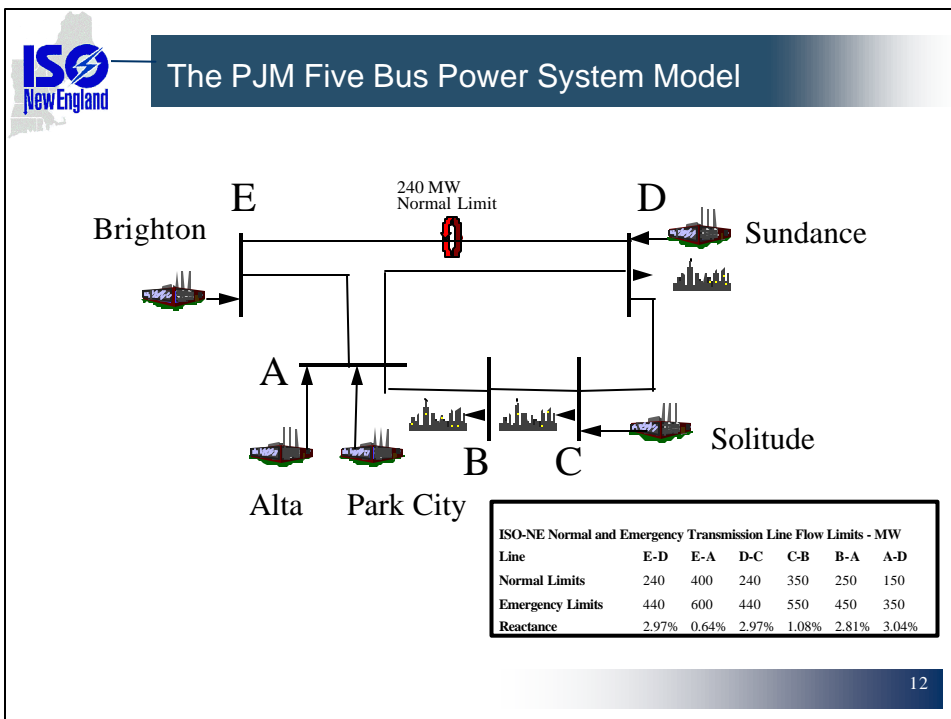 ISO
New England
The PJM Five Bus Power System Model
240 MW
Normal Limit
E
D
Brighton
Sundance
A
B
C
Solitude
Alta
Park City
ISO-NE Normal and Emergency Transmission Line Flow Limits - MW
Line E-D E-A D-C C-B B-A A-D
Normal Limits 240 400 240 350 250 150
Emergency Limits 440 600 440 550 450 350
Reactance 2.97% 0.64% 2.97% 1.08% 2.81% 3.04%
12